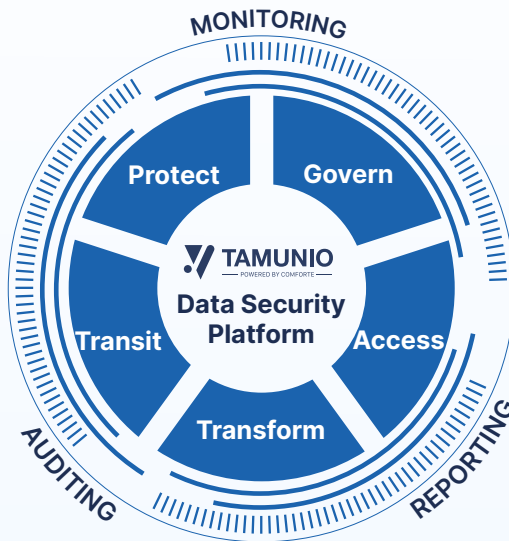 MONITORING
Protect
Govern
TAMUNIO
POWERED BY COMFORTE
Data Security
Platform
Transit
Access
Transform
AUDITING
REPORTING